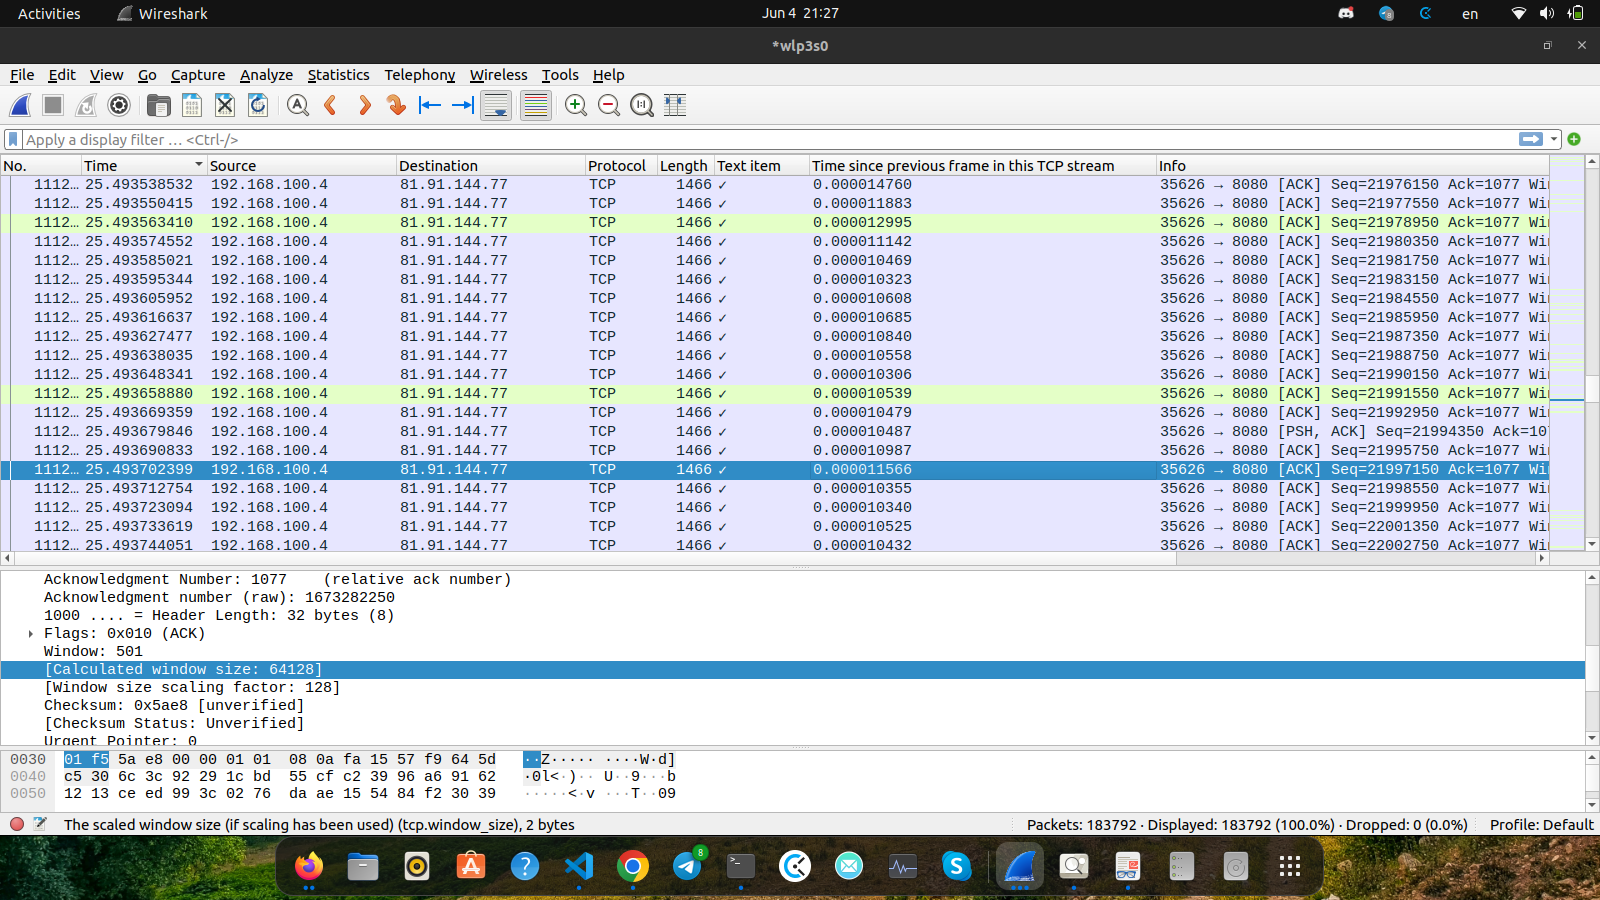 Activities Wireshark Jun 4 21:27 en
*wlp3s0
File Edit View Go Capture Analyze Statistics Telephony Wireless Tools Help
Apply a display filter … <Ctrl-/>
No. Time Source Destination Protocol Length Text item Time since previous frame in this TCP stream Info
1112… 25.493538532 192.168.100.4 81.91.144.77 TCP 1466 ✓ 0.000014760 35626 → 8080 [ACK] Seq=21976150 Ack=1077 Wi
1112… 25.493550415 192.168.100.4 81.91.144.77 TCP 1466 ✓ 0.000011883 35626 → 8080 [ACK] Seq=21977550 Ack=1077 Wi
1112… 25.493563410 192.168.100.4 81.91.144.77 TCP 1466 ✓ 0.000012995 35626 → 8080 [ACK] Seq=21978950 Ack=1077 Wi
1112… 25.493574552 192.168.100.4 81.91.144.77 TCP 1466 ✓ 0.000011142 35626 → 8080 [ACK] Seq=21980350 Ack=1077 Wi
1112… 25.493585021 192.168.100.4 81.91.144.77 TCP 1466 ✓ 0.000010469 35626 → 8080 [ACK] Seq=21981750 Ack=1077 Wi
1112… 25.493595344 192.168.100.4 81.91.144.77 TCP 1466 ✓ 0.000010323 35626 → 8080 [ACK] Seq=21983150 Ack=1077 Wi
1112… 25.493605952 192.168.100.4 81.91.144.77 TCP 1466 ✓ 0.000010608 35626 → 8080 [ACK] Seq=21984550 Ack=1077 Wi
1112… 25.493616637 192.168.100.4 81.91.144.77 TCP 1466 ✓ 0.000010685 35626 → 8080 [ACK] Seq=21985950 Ack=1077 Wi
1112… 25.493627477 192.168.100.4 81.91.144.77 TCP 1466 ✓ 0.000010840 35626 → 8080 [ACK] Seq=21987350 Ack=1077 Wi
1112… 25.493638035 192.168.100.4 81.91.144.77 TCP 1466 ✓ 0.000010558 35626 → 8080 [ACK] Seq=21988750 Ack=1077 Wi
1112… 25.493648341 192.168.100.4 81.91.144.77 TCP 1466 ✓ 0.000010306 35626 → 8080 [ACK] Seq=21990150 Ack=1077 Wi
1112… 25.493658880 192.168.100.4 81.91.144.77 TCP 1466 ✓ 0.000010539 35626 → 8080 [ACK] Seq=21991550 Ack=1077 Wi
1112… 25.493669359 192.168.100.4 81.91.144.77 TCP 1466 ✓ 0.000010479 35626 → 8080 [ACK] Seq=21992950 Ack=1077 Wi
1112… 25.493679846 192.168.100.4 81.91.144.77 TCP 1466 ✓ 0.000010487 35626 → 8080 [PSH, ACK] Seq=21994350 Ack=107
1112… 25.493690833 192.168.100.4 81.91.144.77 TCP 1466 ✓ 0.000010987 35626 → 8080 [ACK] Seq=21995750 Ack=1077 Wi
1112… 25.493702399 192.168.100.4 81.91.144.77 TCP 1466 ✓ 0.000011566 35626 → 8080 [ACK] Seq=21997150 Ack=1077 Wi
1112… 25.493712754 192.168.100.4 81.91.144.77 TCP 1466 ✓ 0.000010355 35626 → 8080 [ACK] Seq=21998550 Ack=1077 Wi
1112… 25.493723094 192.168.100.4 81.91.144.77 TCP 1466 ✓ 0.000010340 35626 → 8080 [ACK] Seq=21999950 Ack=1077 Wi
1112… 25.493733619 192.168.100.4 81.91.144.77 TCP 1466 ✓ 0.000010525 35626 → 8080 [ACK] Seq=22001350 Ack=1077 Wi
1112… 25.493744051 192.168.100.4 81.91.144.77 TCP 1466 ✓ 0.000010432 35626 → 8080 [ACK] Seq=22002750 Ack=1077 Wi
Acknowledgment Number: 1077 (relative ack number)
Acknowledgment number (raw): 1673282250
1000 .... = Header Length: 32 bytes (8)
Flags: 0x010 (ACK)
Window: 501
[Calculated window size: 64128]
[Window size scaling factor: 128]
Checksum: 0x5ae8 [unverified]
[Checksum Status: Unverified]
Urgent Pointer: 0
0030 01 f5 5a e8 00 00 01 01 08 0a fa 15 57 f9 64 5d ··Z····· ····W·d]
0040 c5 30 6c 3c 92 29 1c bd 55 cf c2 39 96 a6 91 62 ·0l<·)·· U··9···b
0050 12 13 ce ed 99 3c 02 76 da ae 15 54 84 f2 30 39 ·····<·v ···T··09
The scaled window size (if scaling has been used) (tcp.window_size), 2 bytes Packets: 183792 · Displayed: 183792 (100.0%) · Dropped: 0 (0.0%) Profile: Default
8